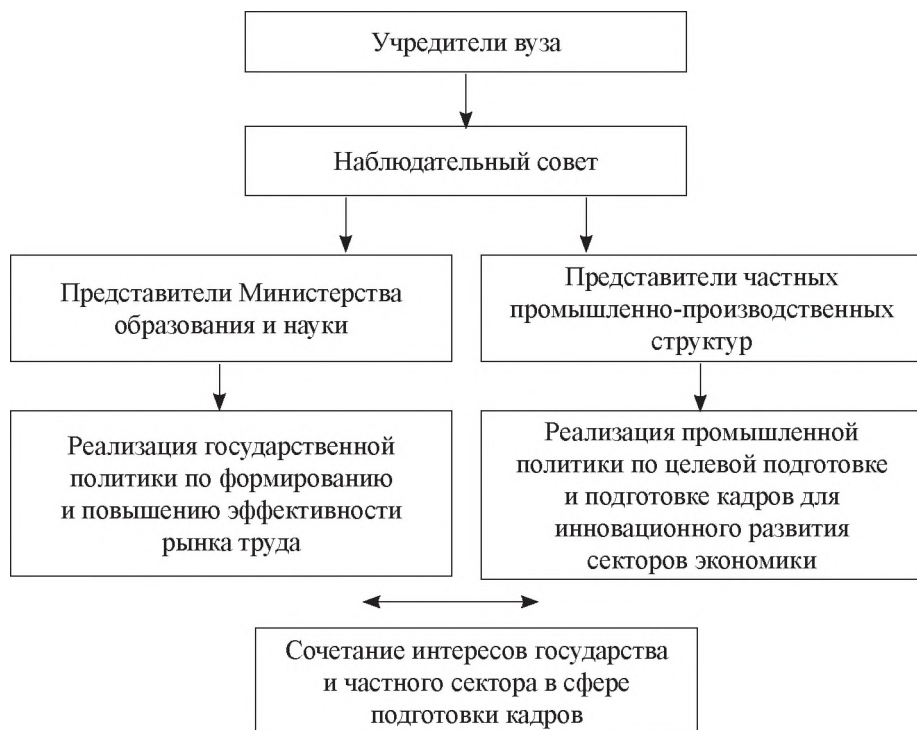 Учредители вуза
Наблюдательный совет
Представители Министерства
образования и науки
Представители частных
промышленно-производственных
структур
Реализация государственной
политики по формированию
и повышению эффективности
рынка труда
Реализация промышленной
политики по целевой подготовке
и подготовке кадров для
инновационного развития
секторов экономики
Сочетание интересов государства
и частного сектора в сфере
подготовки кадров